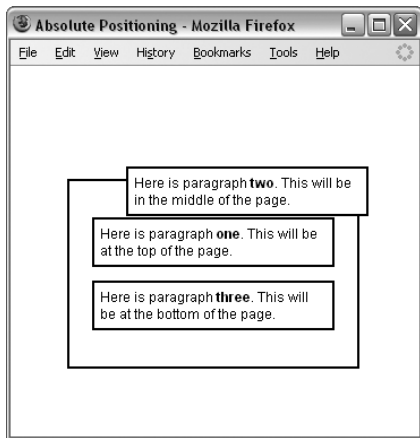 Absolute Positioning - Mozilla Firefox
File Edit View History Bookmarks Tools Help
Here is paragraph two. This will be
in the middle of the page.
Here is paragraph one. This will be
at the top of the page.
Here is paragraph three. This will
be at the bottom of the page.